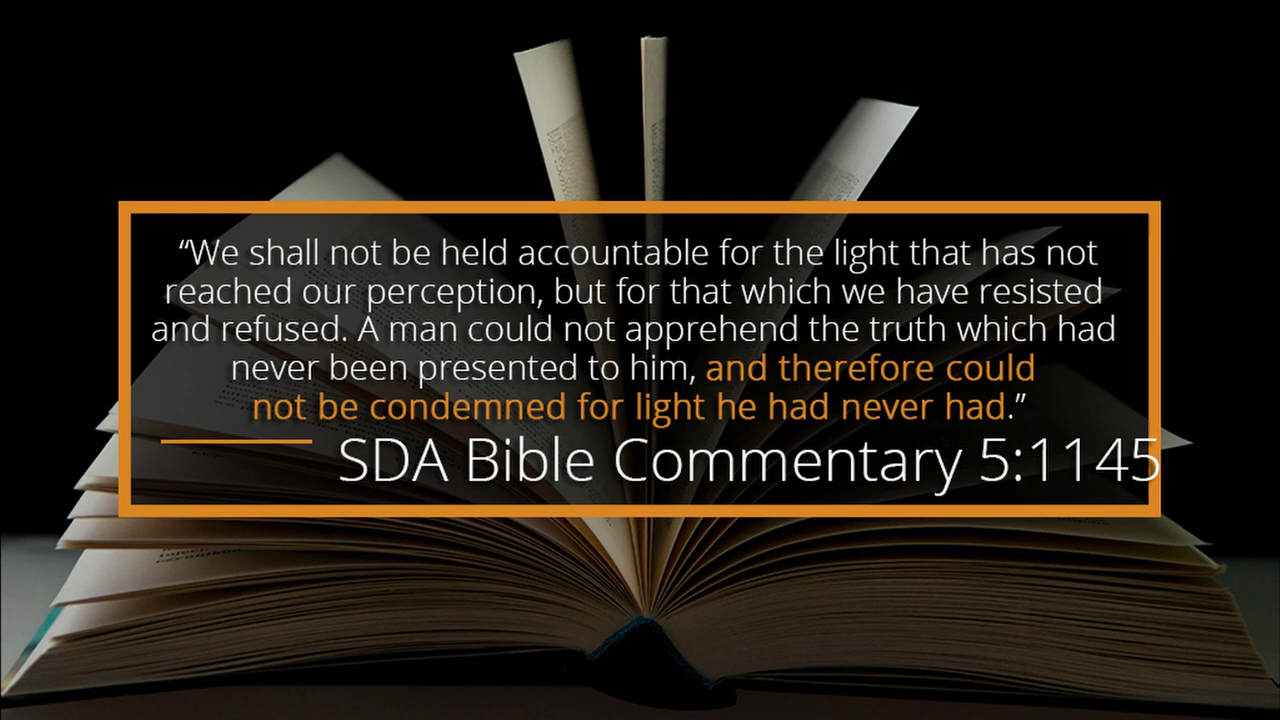 “We shall not be held accountable for the light that has not
reached our perception, but for that which we have resisted
and refused. A man could not apprehend the truth which had
never been presented to him, and therefore could
not be condemned for light he had never had.”
SDA Bible Commentary 5:1145